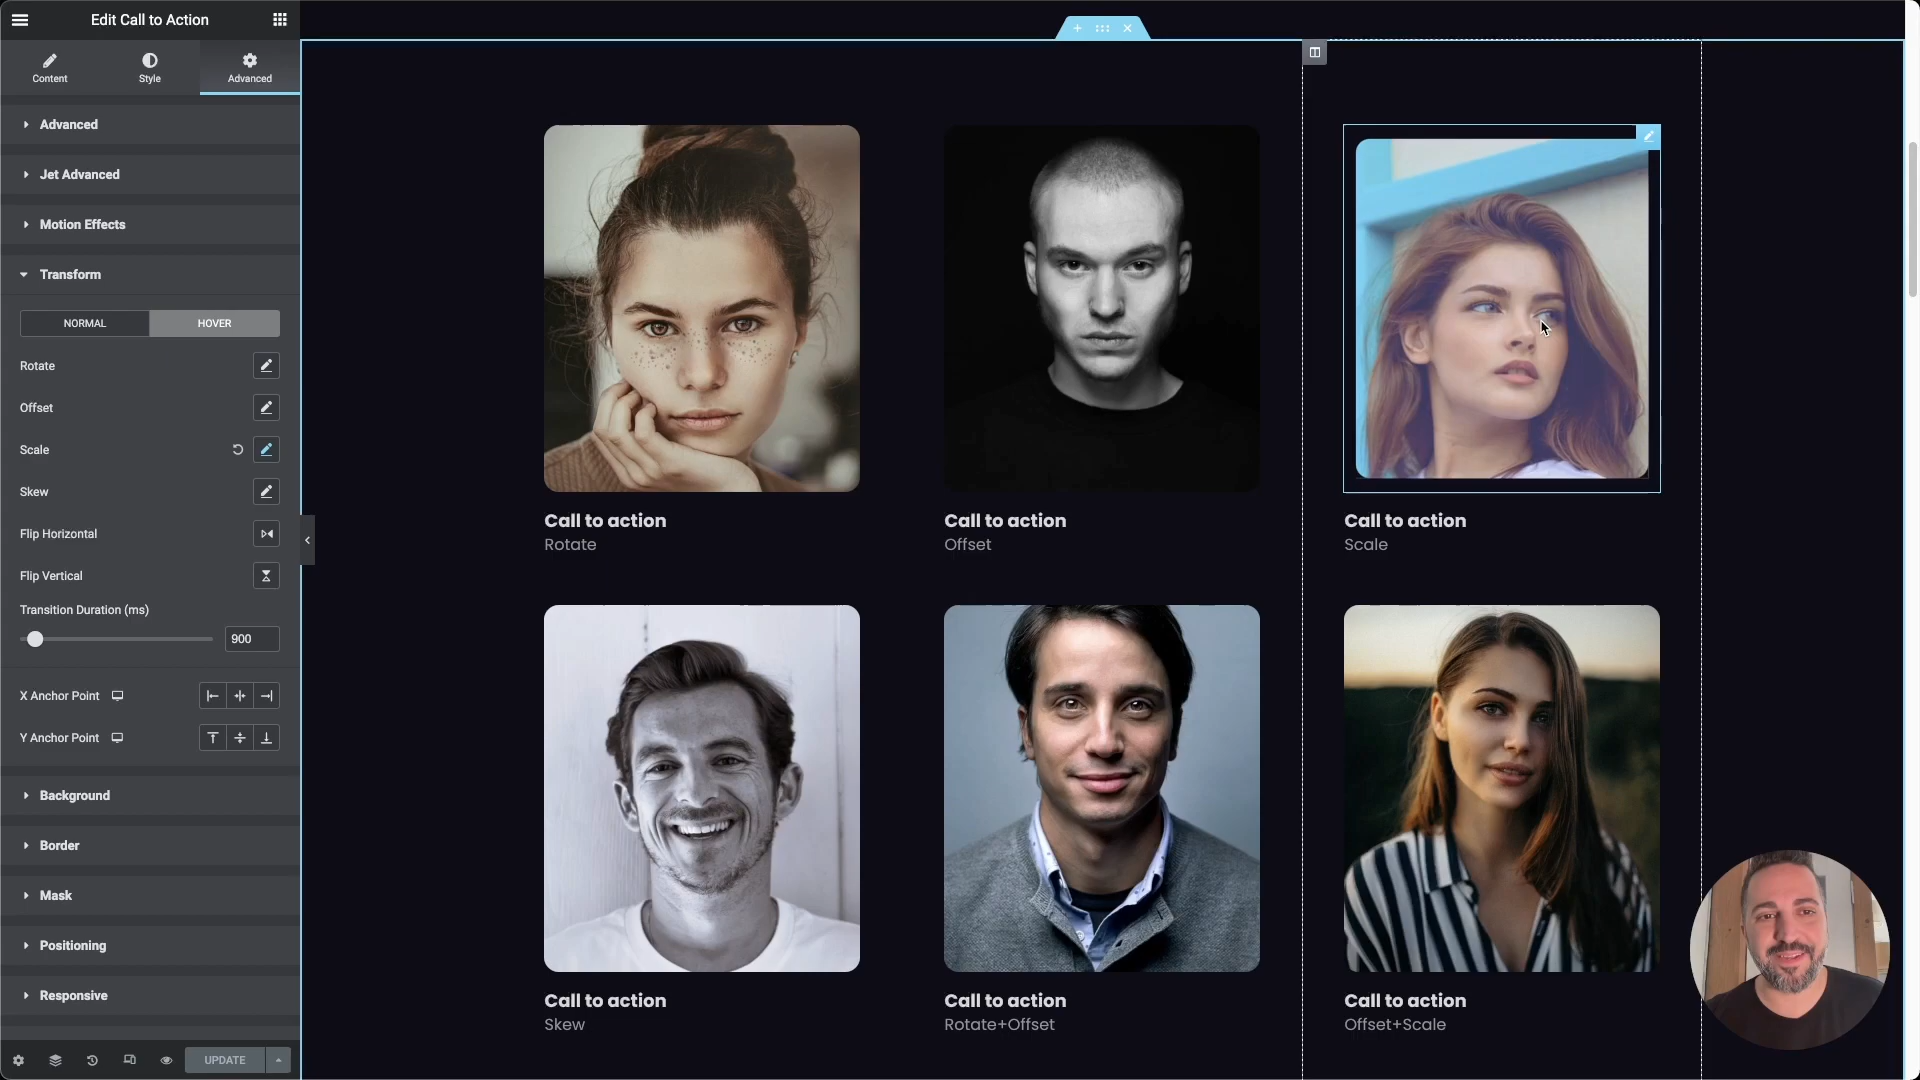 Edit Call to Action
Content
Style
Advanced
Advanced
Jet Advanced
Motion Effects
Transform
NORMAL
HOVER
Rotate
Offset
Scale
Skew
Flip Horizontal
Flip Vertical
Transition Duration (ms)
900
X Anchor Point
Y Anchor Point
Background
Border
Mask
Positioning
Responsive
UPDATE
Call to action
Rotate
Call to action
Offset
Call to action
Scale
Call to action
Skew
Call to action
Rotate+Offset
Call to action
Offset+Scale